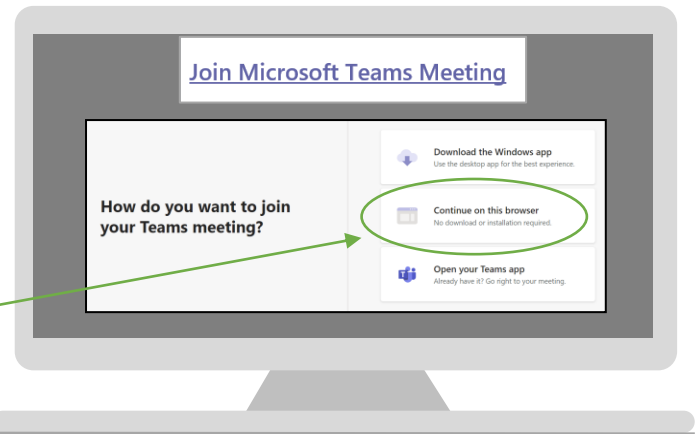 Join Microsoft Teams Meeting
How do you want to join
your Teams meeting?
Download the Windows app
Use the desktop app for the best experience.
Continue on this browser
No download or installation required.
Open your Teams app
Already have it? Go right to your meeting.